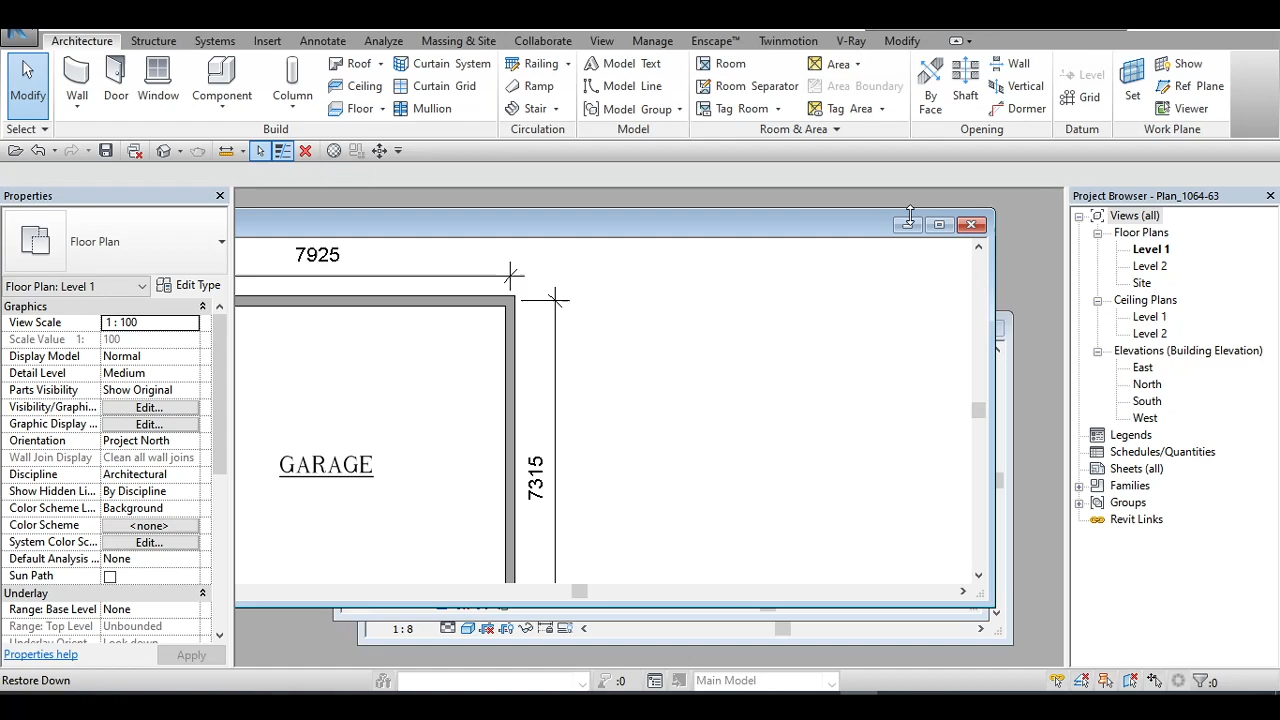 Architecture Structure Systems Insert Annotate Analyze Massing & Site Collaborate View Manage Enscape™ Twinmotion V-Ray Modify
Modify Wall Door Window Component Column
Roof Curtain System
Ceiling Curtain Grid
Floor Mullion
Railing
Ramp
Stair
Model Text
Model Line
Model Group
Room Area
Room Separator Area Boundary
Tag Room Tag Area
By Face Shaft
Wall
Vertical
Dormer
Level
Grid
Set
Show
Ref Plane
Viewer
Select Build Circulation Model Room & Area Opening Datum Work Plane
Properties
Floor Plan
Floor Plan: Level 1 Edit Type
Graphics
View Scale 1 : 100
Scale Value 1: 100
Display Model Normal
Detail Level Medium
Parts Visibility Show Original
Visibility/Graphi... Edit...
Graphic Display ... Edit...
Orientation Project North
Wall Join Display Clean all wall joins
Discipline Architectural
Show Hidden Li... By Discipline
Color Scheme L... Background
Color Scheme <none>
System Color Sc... Edit...
Default Analysis ... None
Sun Path
Underlay
Range: Base Level None
Range: Top Level Unbounded
Properties help Apply
7925
GARAGE
7315
1 : 8
Project Browser - Plan_1064-63
Views (all)
Floor Plans
Level 1
Level 2
Site
Ceiling Plans
Level 1
Level 2
Elevations (Building Elevation)
East
North
South
West
Legends
Schedules/Quantities
Sheets (all)
Families
Groups
Revit Links
Restore Down :0 Main Model :0